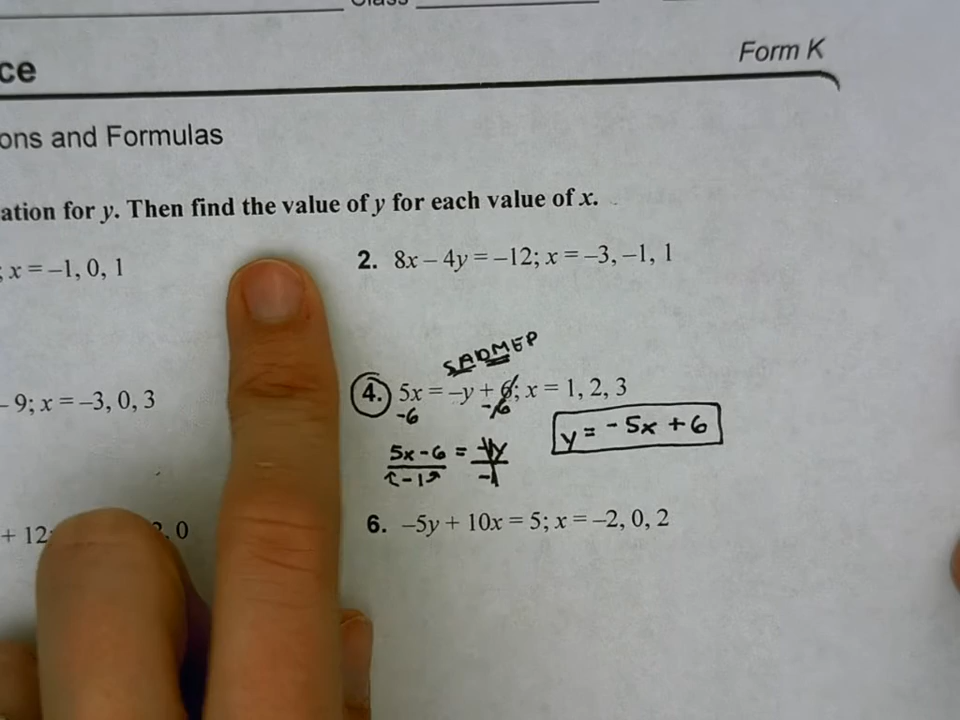 Class
ce
Form K
ons and Formulas
ation for y. Then find the value of y for each value of x.
; x = –1, 0, 1
2. 8x – 4y = –12; x = –3, –1, 1
SADMEP
– 9; x = –3, 0, 3
4. 5x = –y + 6; x = 1, 2, 3
-6 -6
y = -5x + 6
5x - 6 = -1y
-1 -1
+ 12; , 0
6. –5y + 10x = 5; x = –2, 0, 2